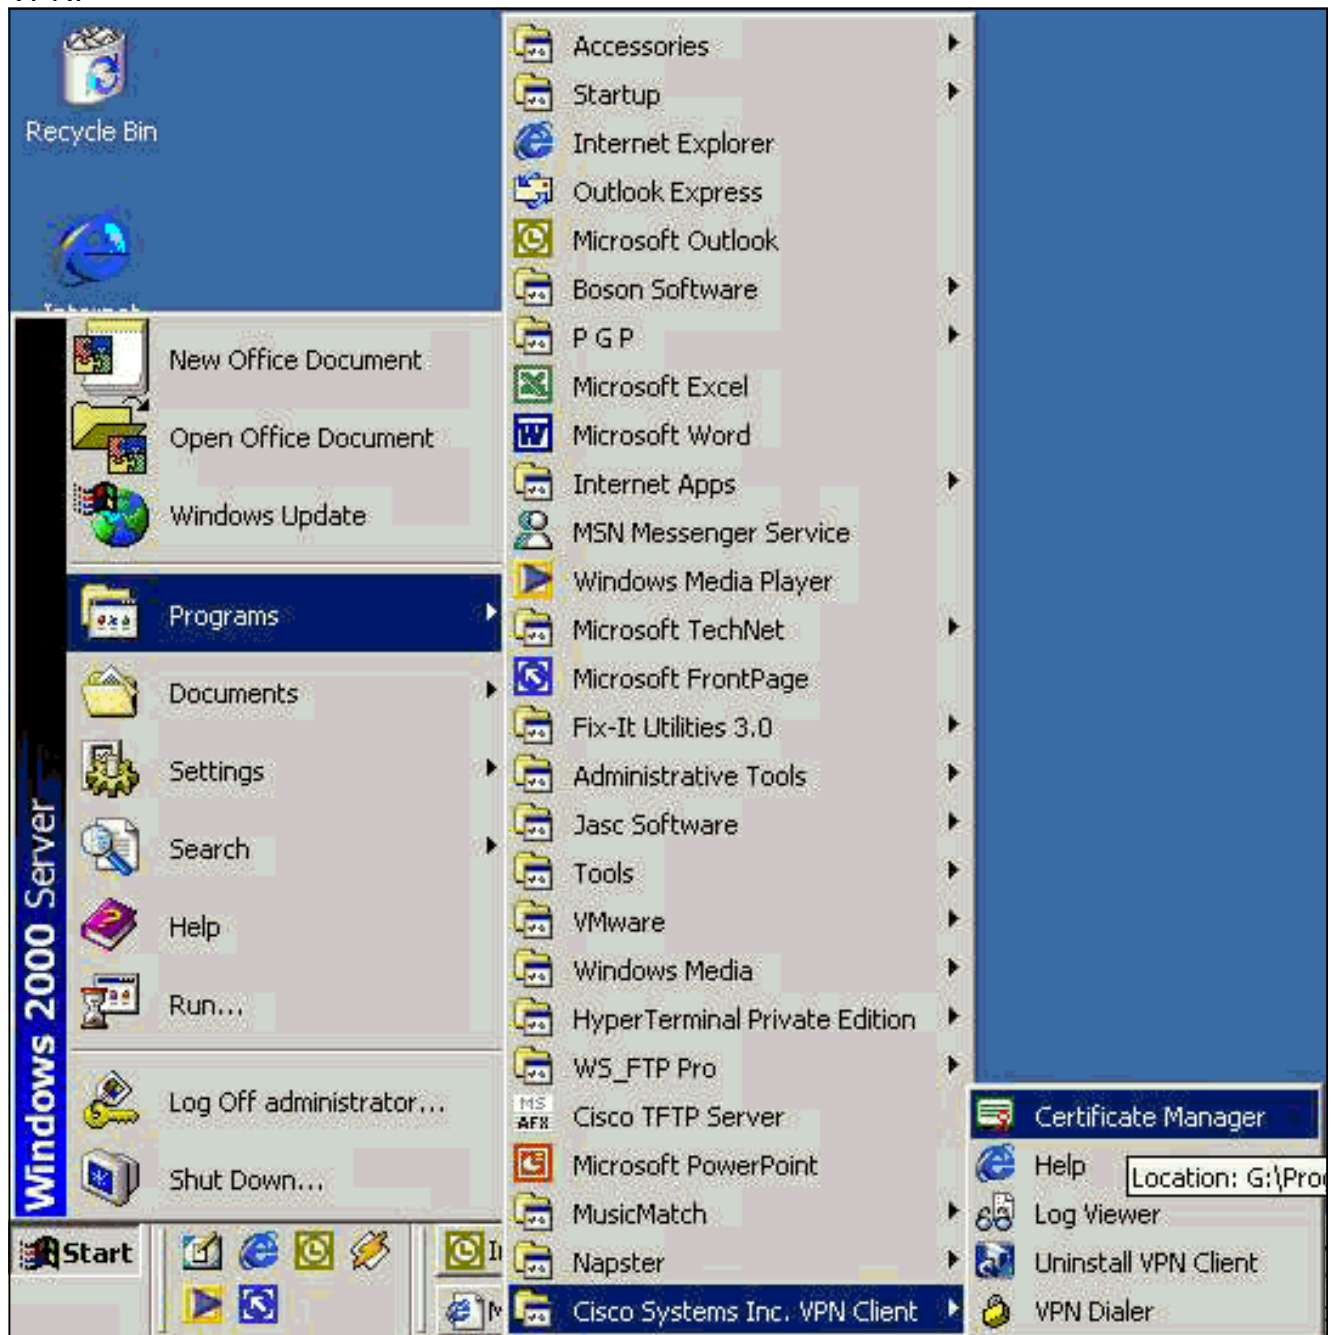 Recycle Bin
New Office Document
Open Office Document
Windows Update
Programs
Documents
Settings
Search
Help
Run...
Log Off administrator...
Shut Down...
Windows 2000 Server
Start
Accessories
Startup
Internet Explorer
Outlook Express
Microsoft Outlook
Boson Software
P G P
Microsoft Excel
Microsoft Word
Internet Apps
MSN Messenger Service
Windows Media Player
Microsoft TechNet
Microsoft FrontPage
Fix-It Utilities 3.0
Administrative Tools
Jasc Software
Tools
VMware
Windows Media
HyperTerminal Private Edition
WS_FTP Pro
MS
AFX
Cisco TFTP Server
Microsoft PowerPoint
MusicMatch
Napster
Cisco Systems Inc. VPN Client
Certificate Manager
Help
Location: G:\Pro
Log Viewer
Uninstall VPN Client
VPN Dialer